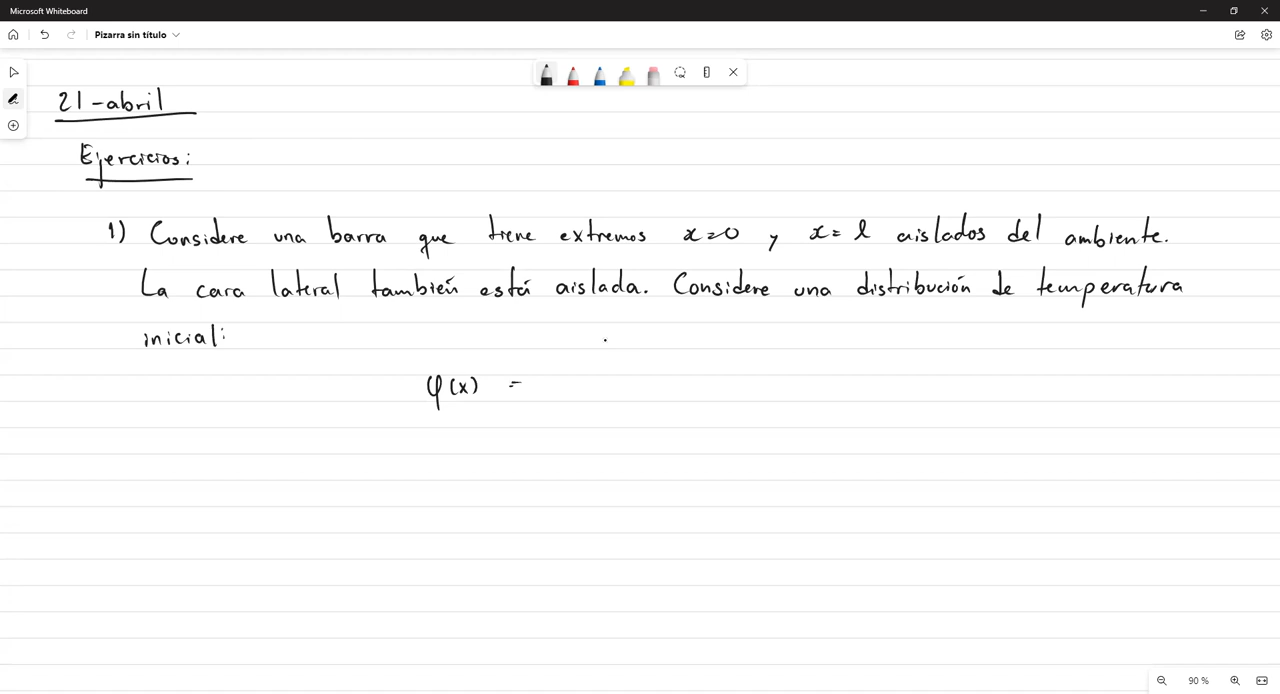 Microsoft Whiteboard
Pizarra sin título
21-abril
Ejercicios:
1) Considere una barra que tiene extremos x=0 y x=l aislados del ambiente.
La cara lateral también está aislada. Considere una distribución de temperatura
inicial:
φ(x) =
90 %